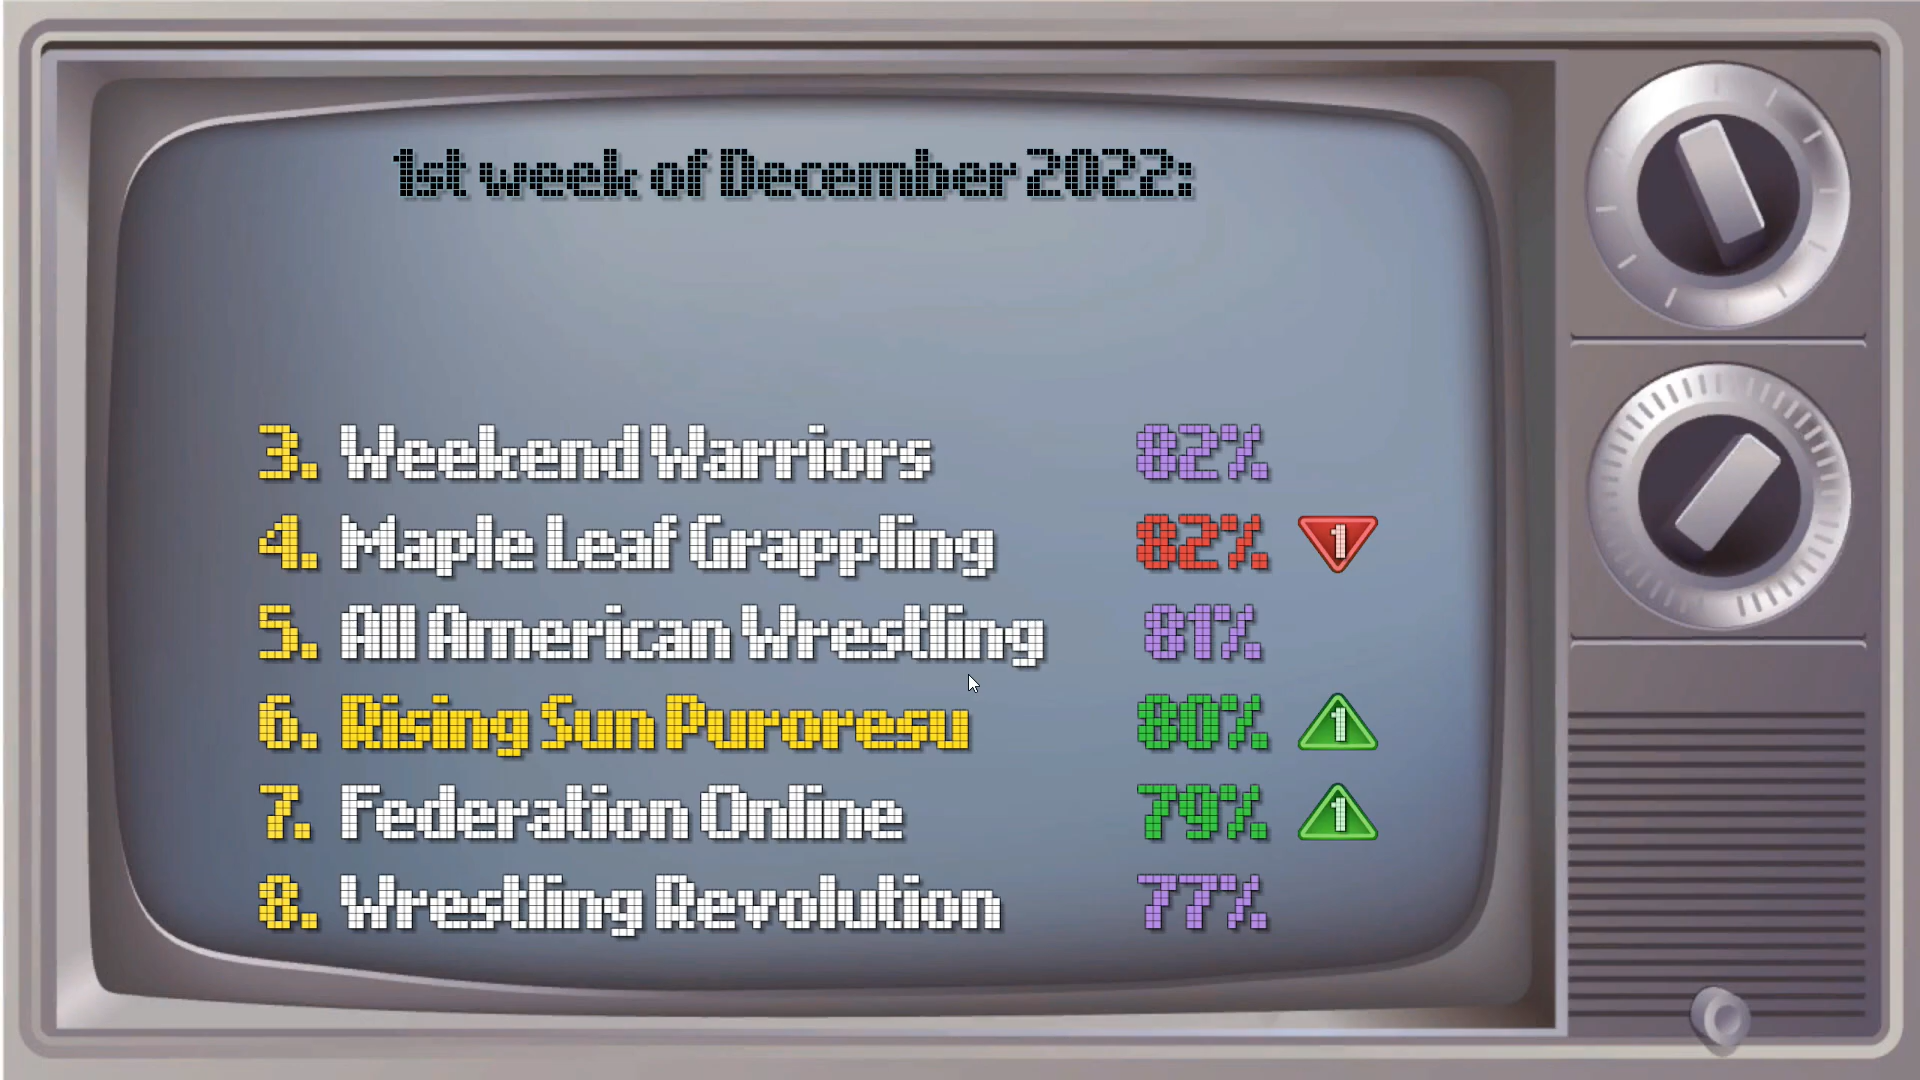 1st week of December 2022:
3. Weekend Warriors 82%
4. Maple Leaf Grappling 82% 1
5. All American Wrestling 81%
6. Rising Sun Puroresu 80% 1
7. Federation Online 79% 1
8. Wrestling Revolution 77%